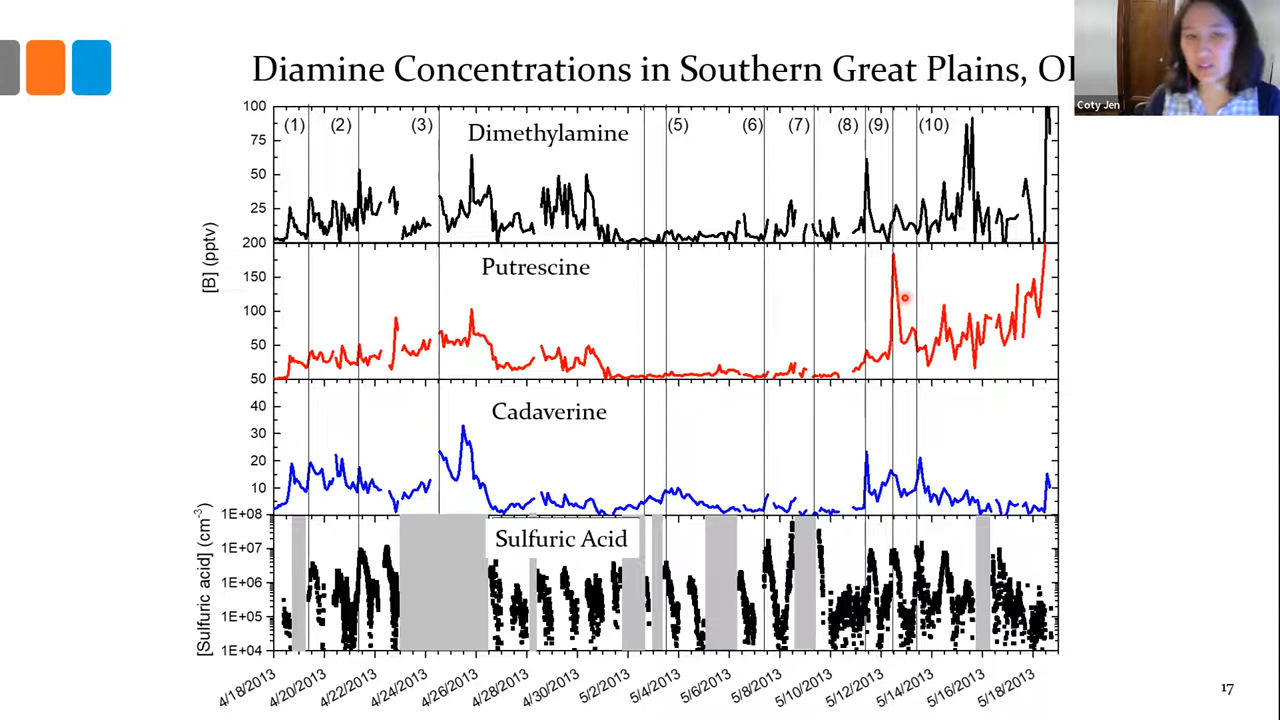 Diamine Concentrations in Southern Great Plains, O
Coty Jen
100
(1) (2) (3) Dimethylamine (5) (6) (7) (8) (9) (10)
75
50
25
200
[B] (pptv)
Putrescine
150
100
50
50
Cadaverine
40
30
20
10
1E+08
[Sulfuric acid] (cm-3)
Sulfuric Acid
1E+07
1E+06
1E+05
1E+04
4/18/2013 4/20/2013 4/22/2013 4/24/2013 4/26/2013 4/28/2013 4/30/2013 5/2/2013 5/4/2013 5/6/2013 5/8/2013 5/10/2013 5/12/2013 5/14/2013 5/16/2013 5/18/2013
17